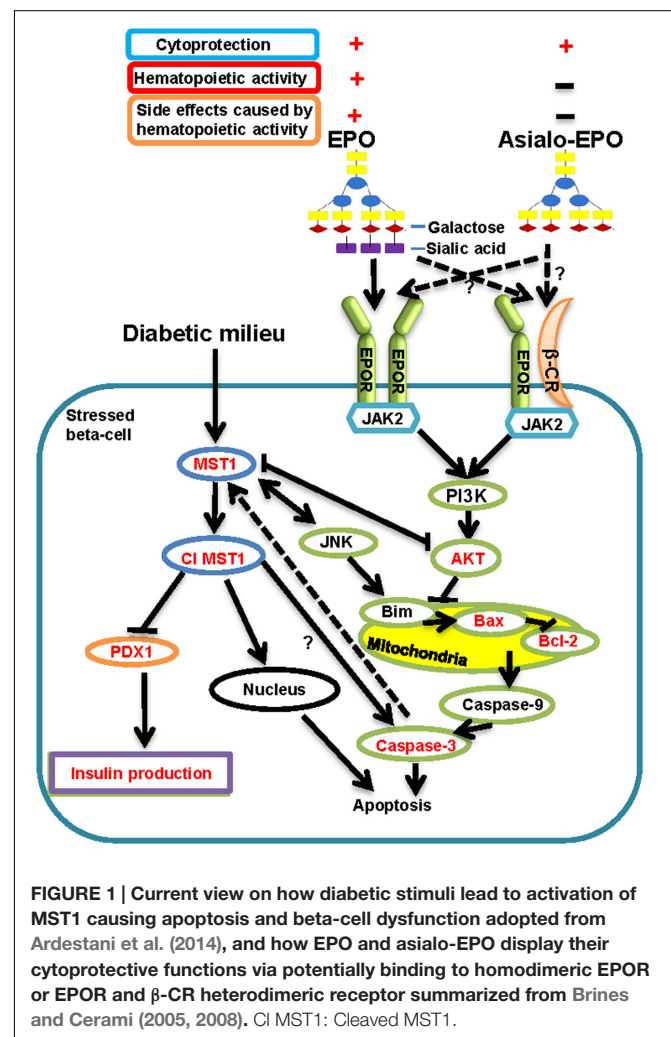 Cytoprotection + +
Hematopoietic activity + −
Side effects caused by
hematopoietic activity + −
EPO Asialo-EPO
Galactose
Sialic acid
? ?
Diabetic milieu
EPOR EPOR EPOR β-CR
JAK2 JAK2
Stressed
beta-cell
MST1
PI3K
JNK
Cl MST1 AKT
Bim
Bax
Bcl-2
Mitochondria
PDX1
?
Nucleus
Caspase-9
Caspase-3
Insulin production
Apoptosis
FIGURE 1 | Current view on how diabetic stimuli lead to activation of
MST1 causing apoptosis and beta-cell dysfunction adopted from
Ardestani et al. (2014), and how EPO and asialo-EPO display their
cytoprotective functions via potentially binding to homodimeric EPOR
or EPOR and β-CR heterodimeric receptor summarized from Brines
and Cerami (2005, 2008). Cl MST1: Cleaved MST1.